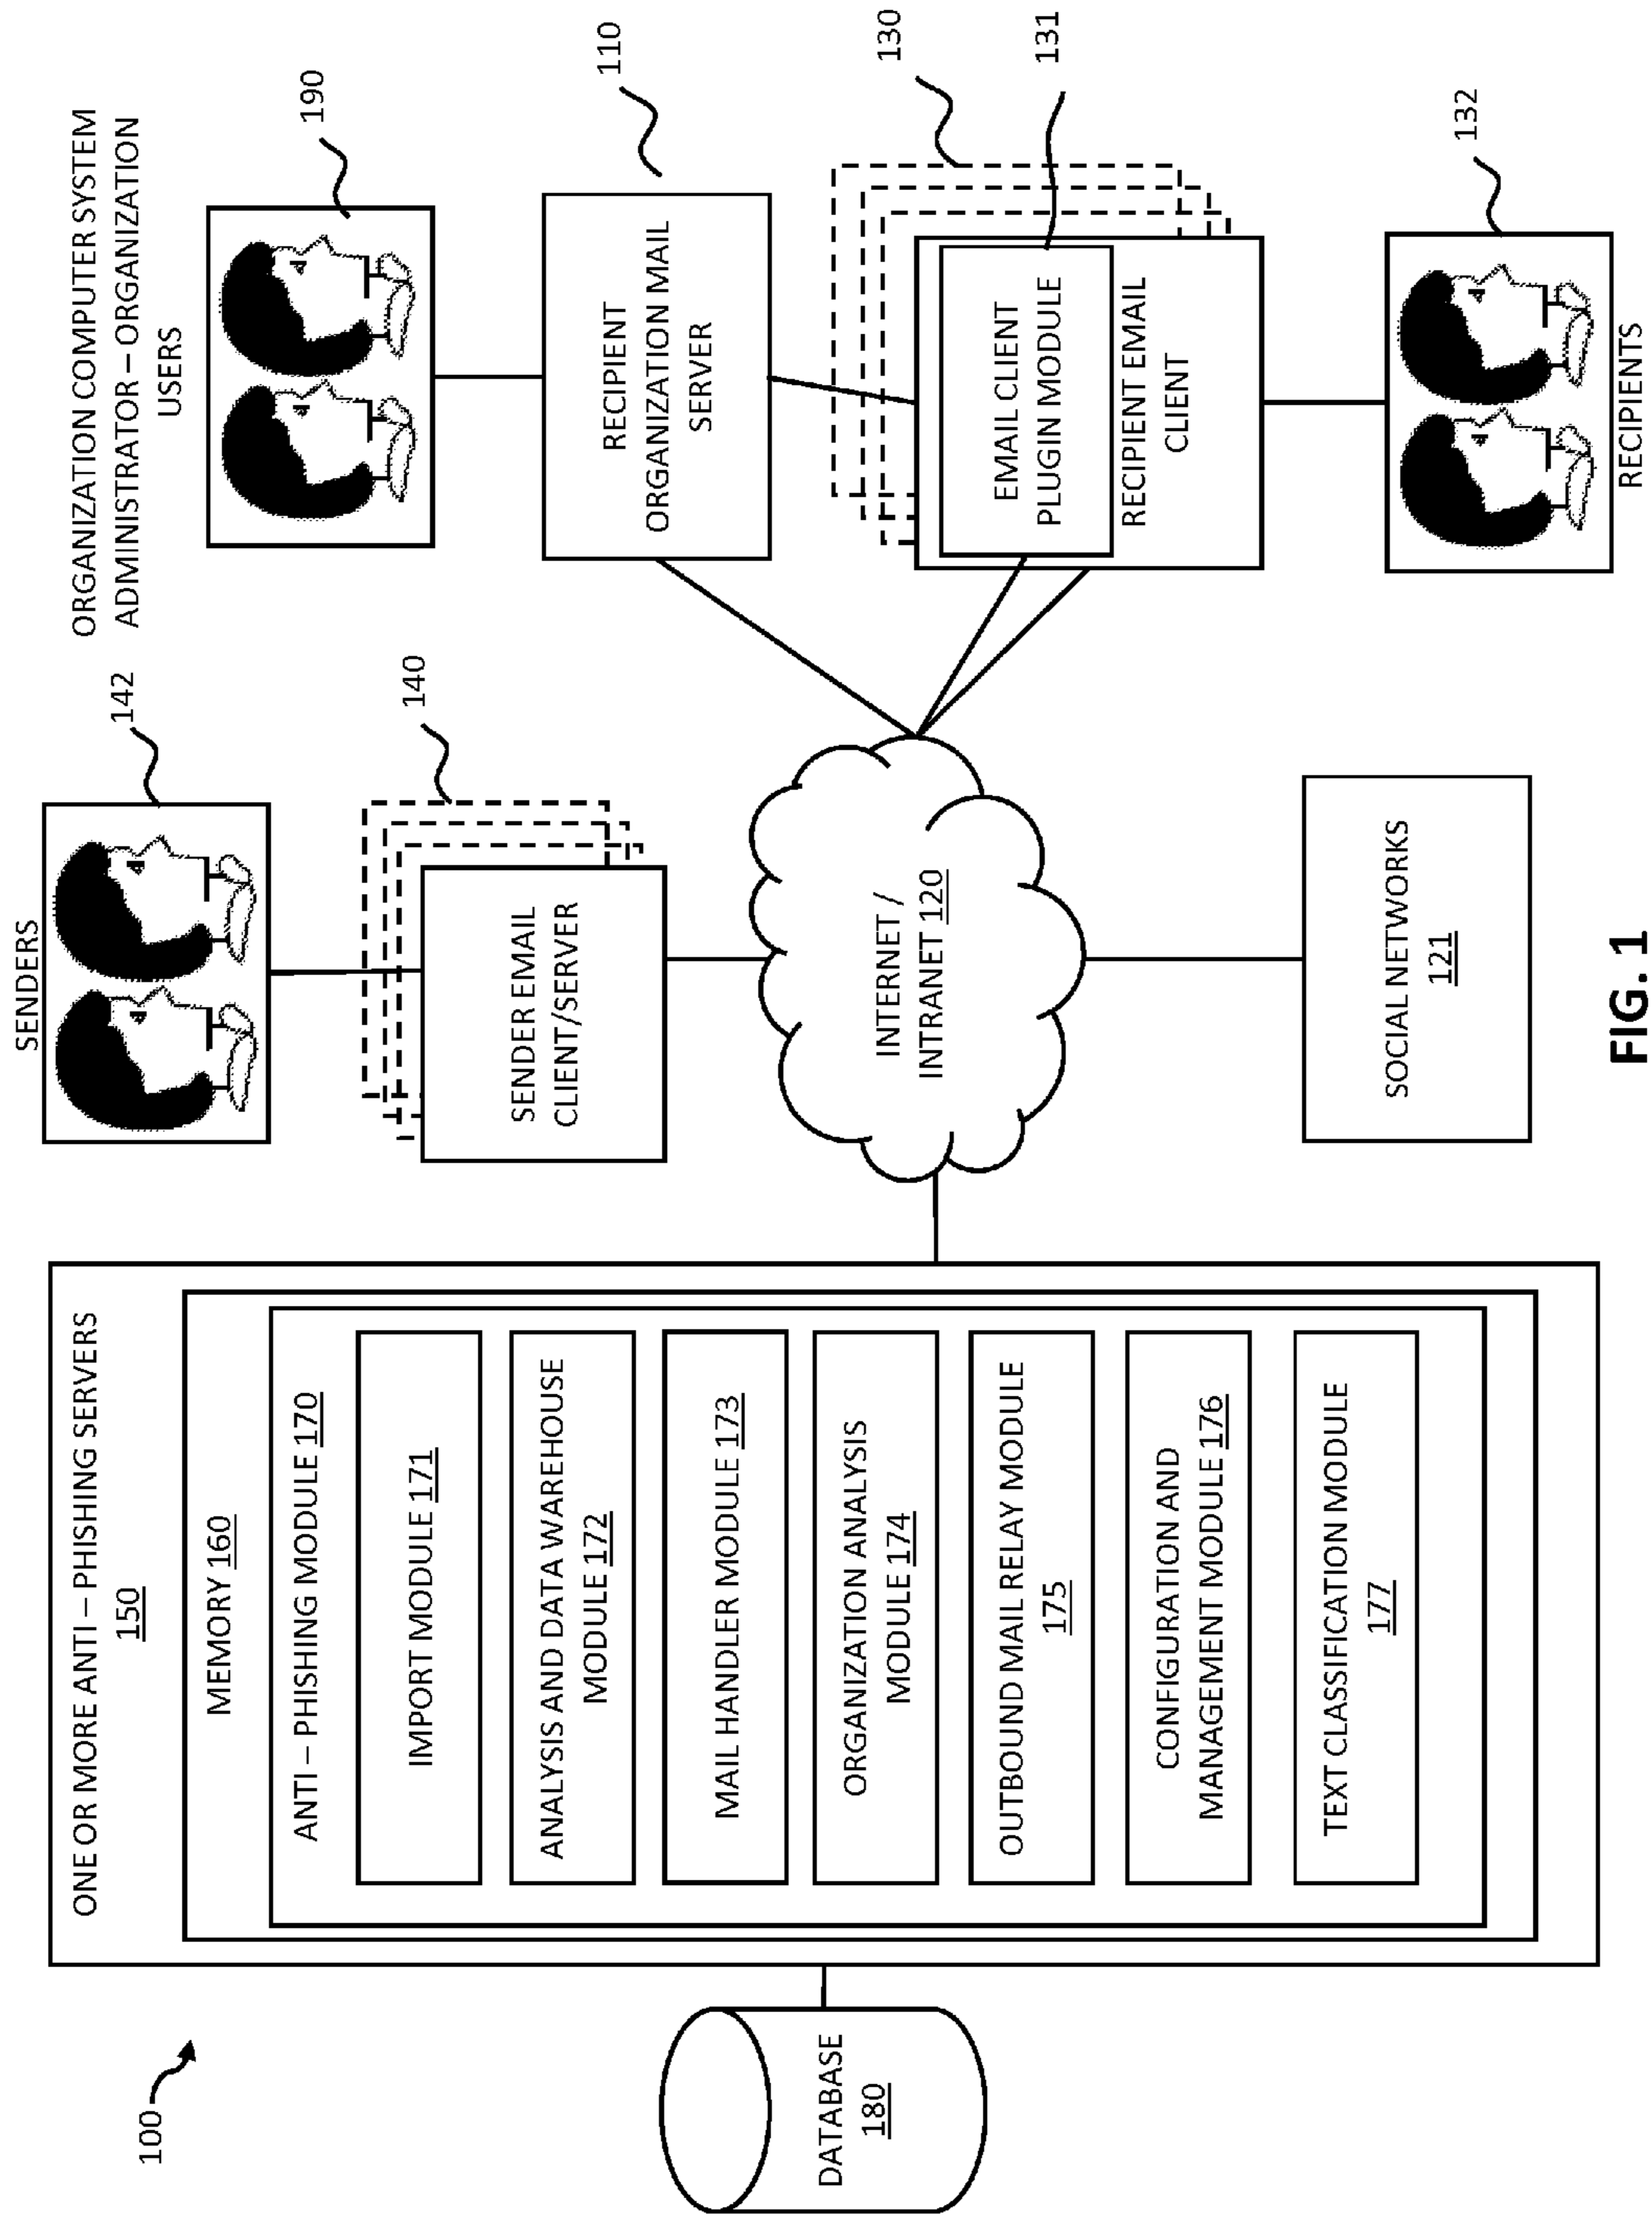 100
ONE OR MORE ANTI – PHISHING SERVERS
150
MEMORY 160
ANTI – PHISHING MODULE 170
IMPORT MODULE 171
ANALYSIS AND DATA WAREHOUSE
MODULE 172
MAIL HANDLER MODULE 173
ORGANIZATION ANALYSIS
MODULE 174
OUTBOUND MAIL RELAY MODULE
175
CONFIGURATION AND
MANAGEMENT MODULE 176
TEXT CLASSIFICATION MODULE
177
DATABASE
180
SENDERS
142
140
SENDER EMAIL
CLIENT/SERVER
INTERNET /
INTRANET 120
SOCIAL NETWORKS
121
ORGANIZATION COMPUTER SYSTEM
ADMINISTRATOR – ORGANIZATION
USERS
190
110
RECIPIENT
ORGANIZATION MAIL
SERVER
130
131
EMAIL CLIENT
PLUGIN MODULE
RECIPIENT EMAIL
CLIENT
132
RECIPIENTS
FIG. 1